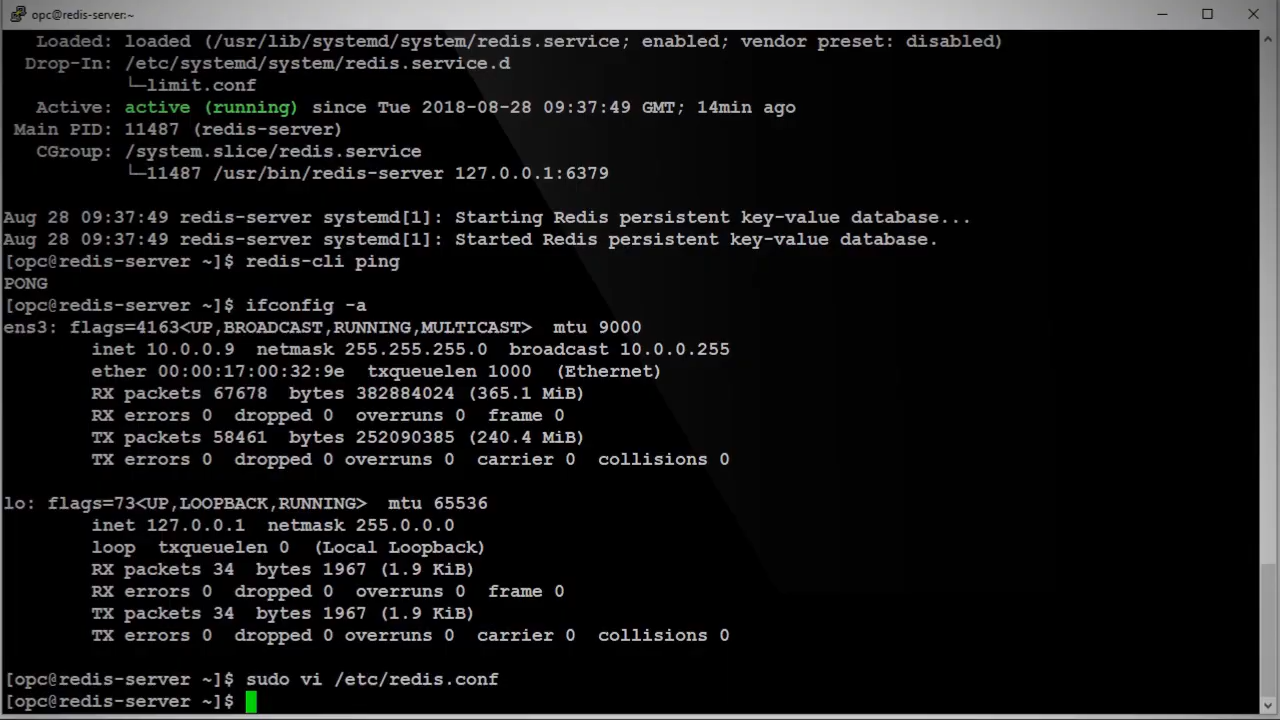 opc@redis-server:~
Loaded: loaded (/usr/lib/systemd/system/redis.service; enabled; vendor preset: disabled)
Drop-In: /etc/systemd/system/redis.service.d
└─limit.conf
Active: active (running) since Tue 2018-08-28 09:37:49 GMT; 14min ago
Main PID: 11487 (redis-server)
CGroup: /system.slice/redis.service
└─11487 /usr/bin/redis-server 127.0.0.1:6379
Aug 28 09:37:49 redis-server systemd[1]: Starting Redis persistent key-value database...
Aug 28 09:37:49 redis-server systemd[1]: Started Redis persistent key-value database.
[opc@redis-server ~]$ redis-cli ping
PONG
[opc@redis-server ~]$ ifconfig -a
ens3: flags=4163<UP,BROADCAST,RUNNING,MULTICAST>  mtu 9000
inet 10.0.0.9  netmask 255.255.255.0  broadcast 10.0.0.255
ether 00:00:17:00:32:9e  txqueuelen 1000  (Ethernet)
RX packets 67678  bytes 382884024 (365.1 MiB)
RX errors 0  dropped 0  overruns 0  frame 0
TX packets 58461  bytes 252090385 (240.4 MiB)
TX errors 0  dropped 0 overruns 0  carrier 0  collisions 0
lo: flags=73<UP,LOOPBACK,RUNNING>  mtu 65536
inet 127.0.0.1  netmask 255.0.0.0
loop  txqueuelen 0  (Local Loopback)
RX packets 34  bytes 1967 (1.9 KiB)
RX errors 0  dropped 0  overruns 0  frame 0
TX packets 34  bytes 1967 (1.9 KiB)
TX errors 0  dropped 0 overruns 0  carrier 0  collisions 0
[opc@redis-server ~]$ sudo vi /etc/redis.conf
[opc@redis-server ~]$